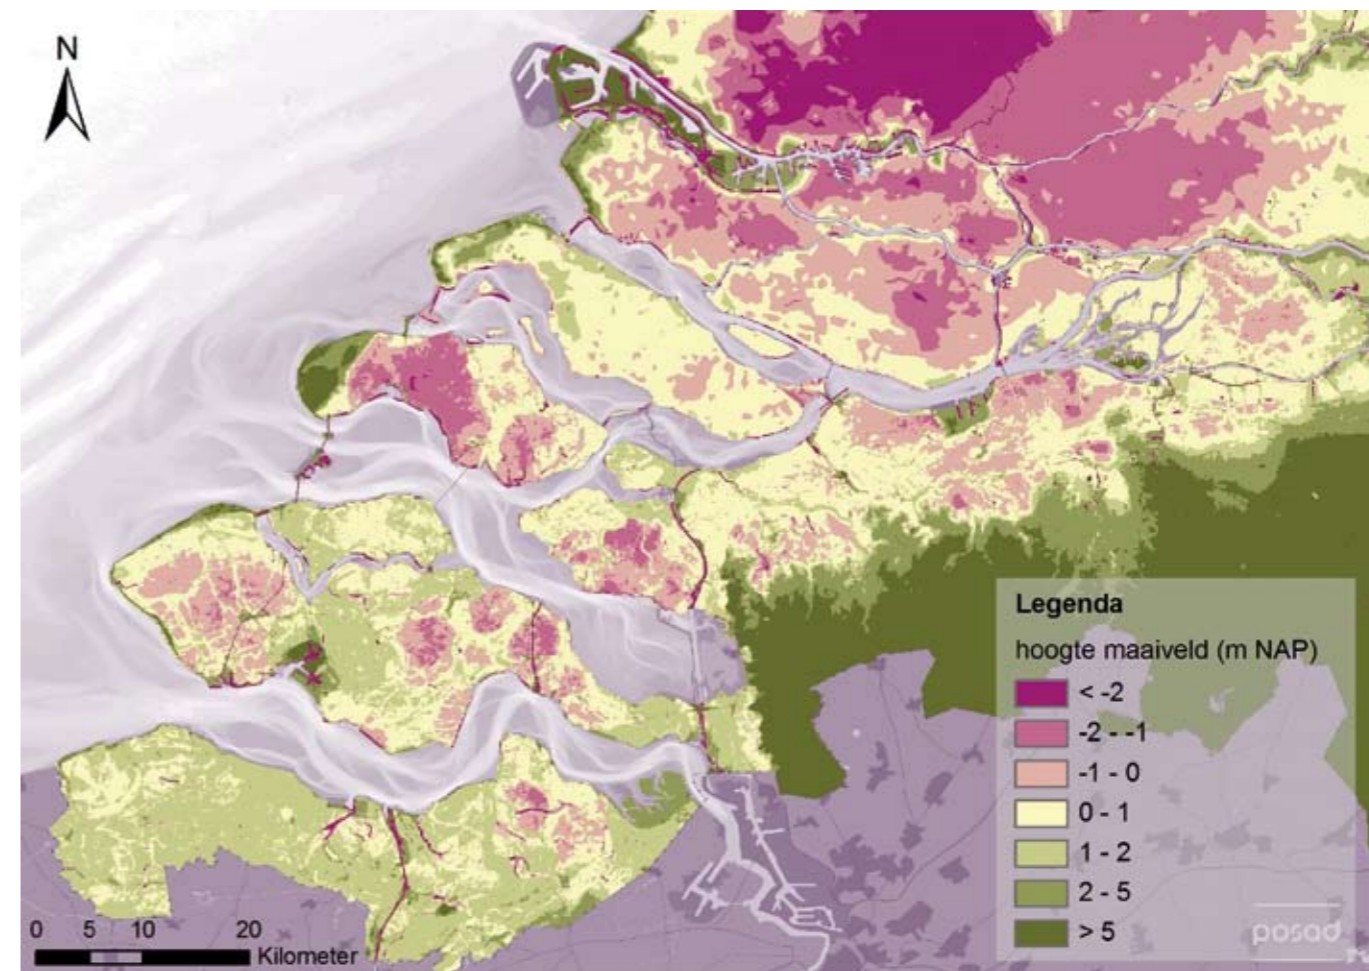 N
Legenda
hoogte maaiveld (m NAP)
< -2
-2 - -1
-1 - 0
0 - 1
1 - 2
2 - 5
> 5
posad
0 5 10 20
Kilometer